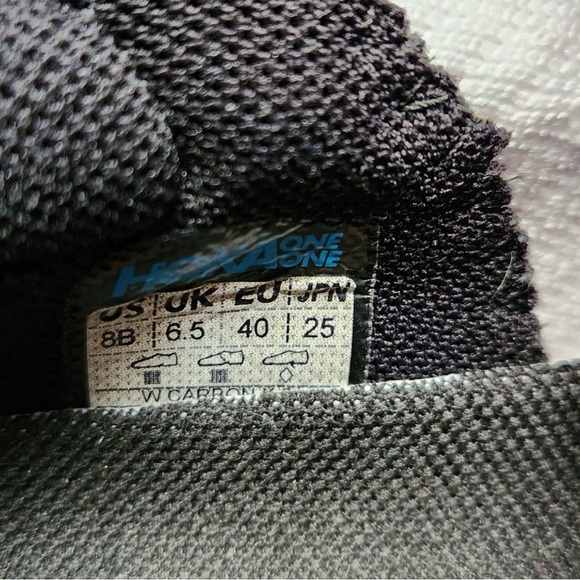 HOKA ONE ONE
US UK EU JPN
8B 6.5 40 25
W CARBON